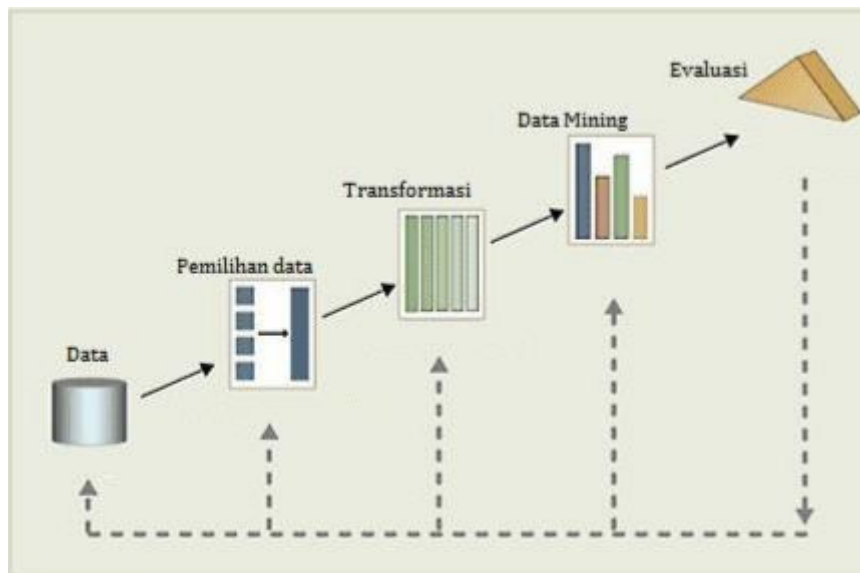 Data
Pemilihan data
Transformasi
Data Mining
Evaluasi